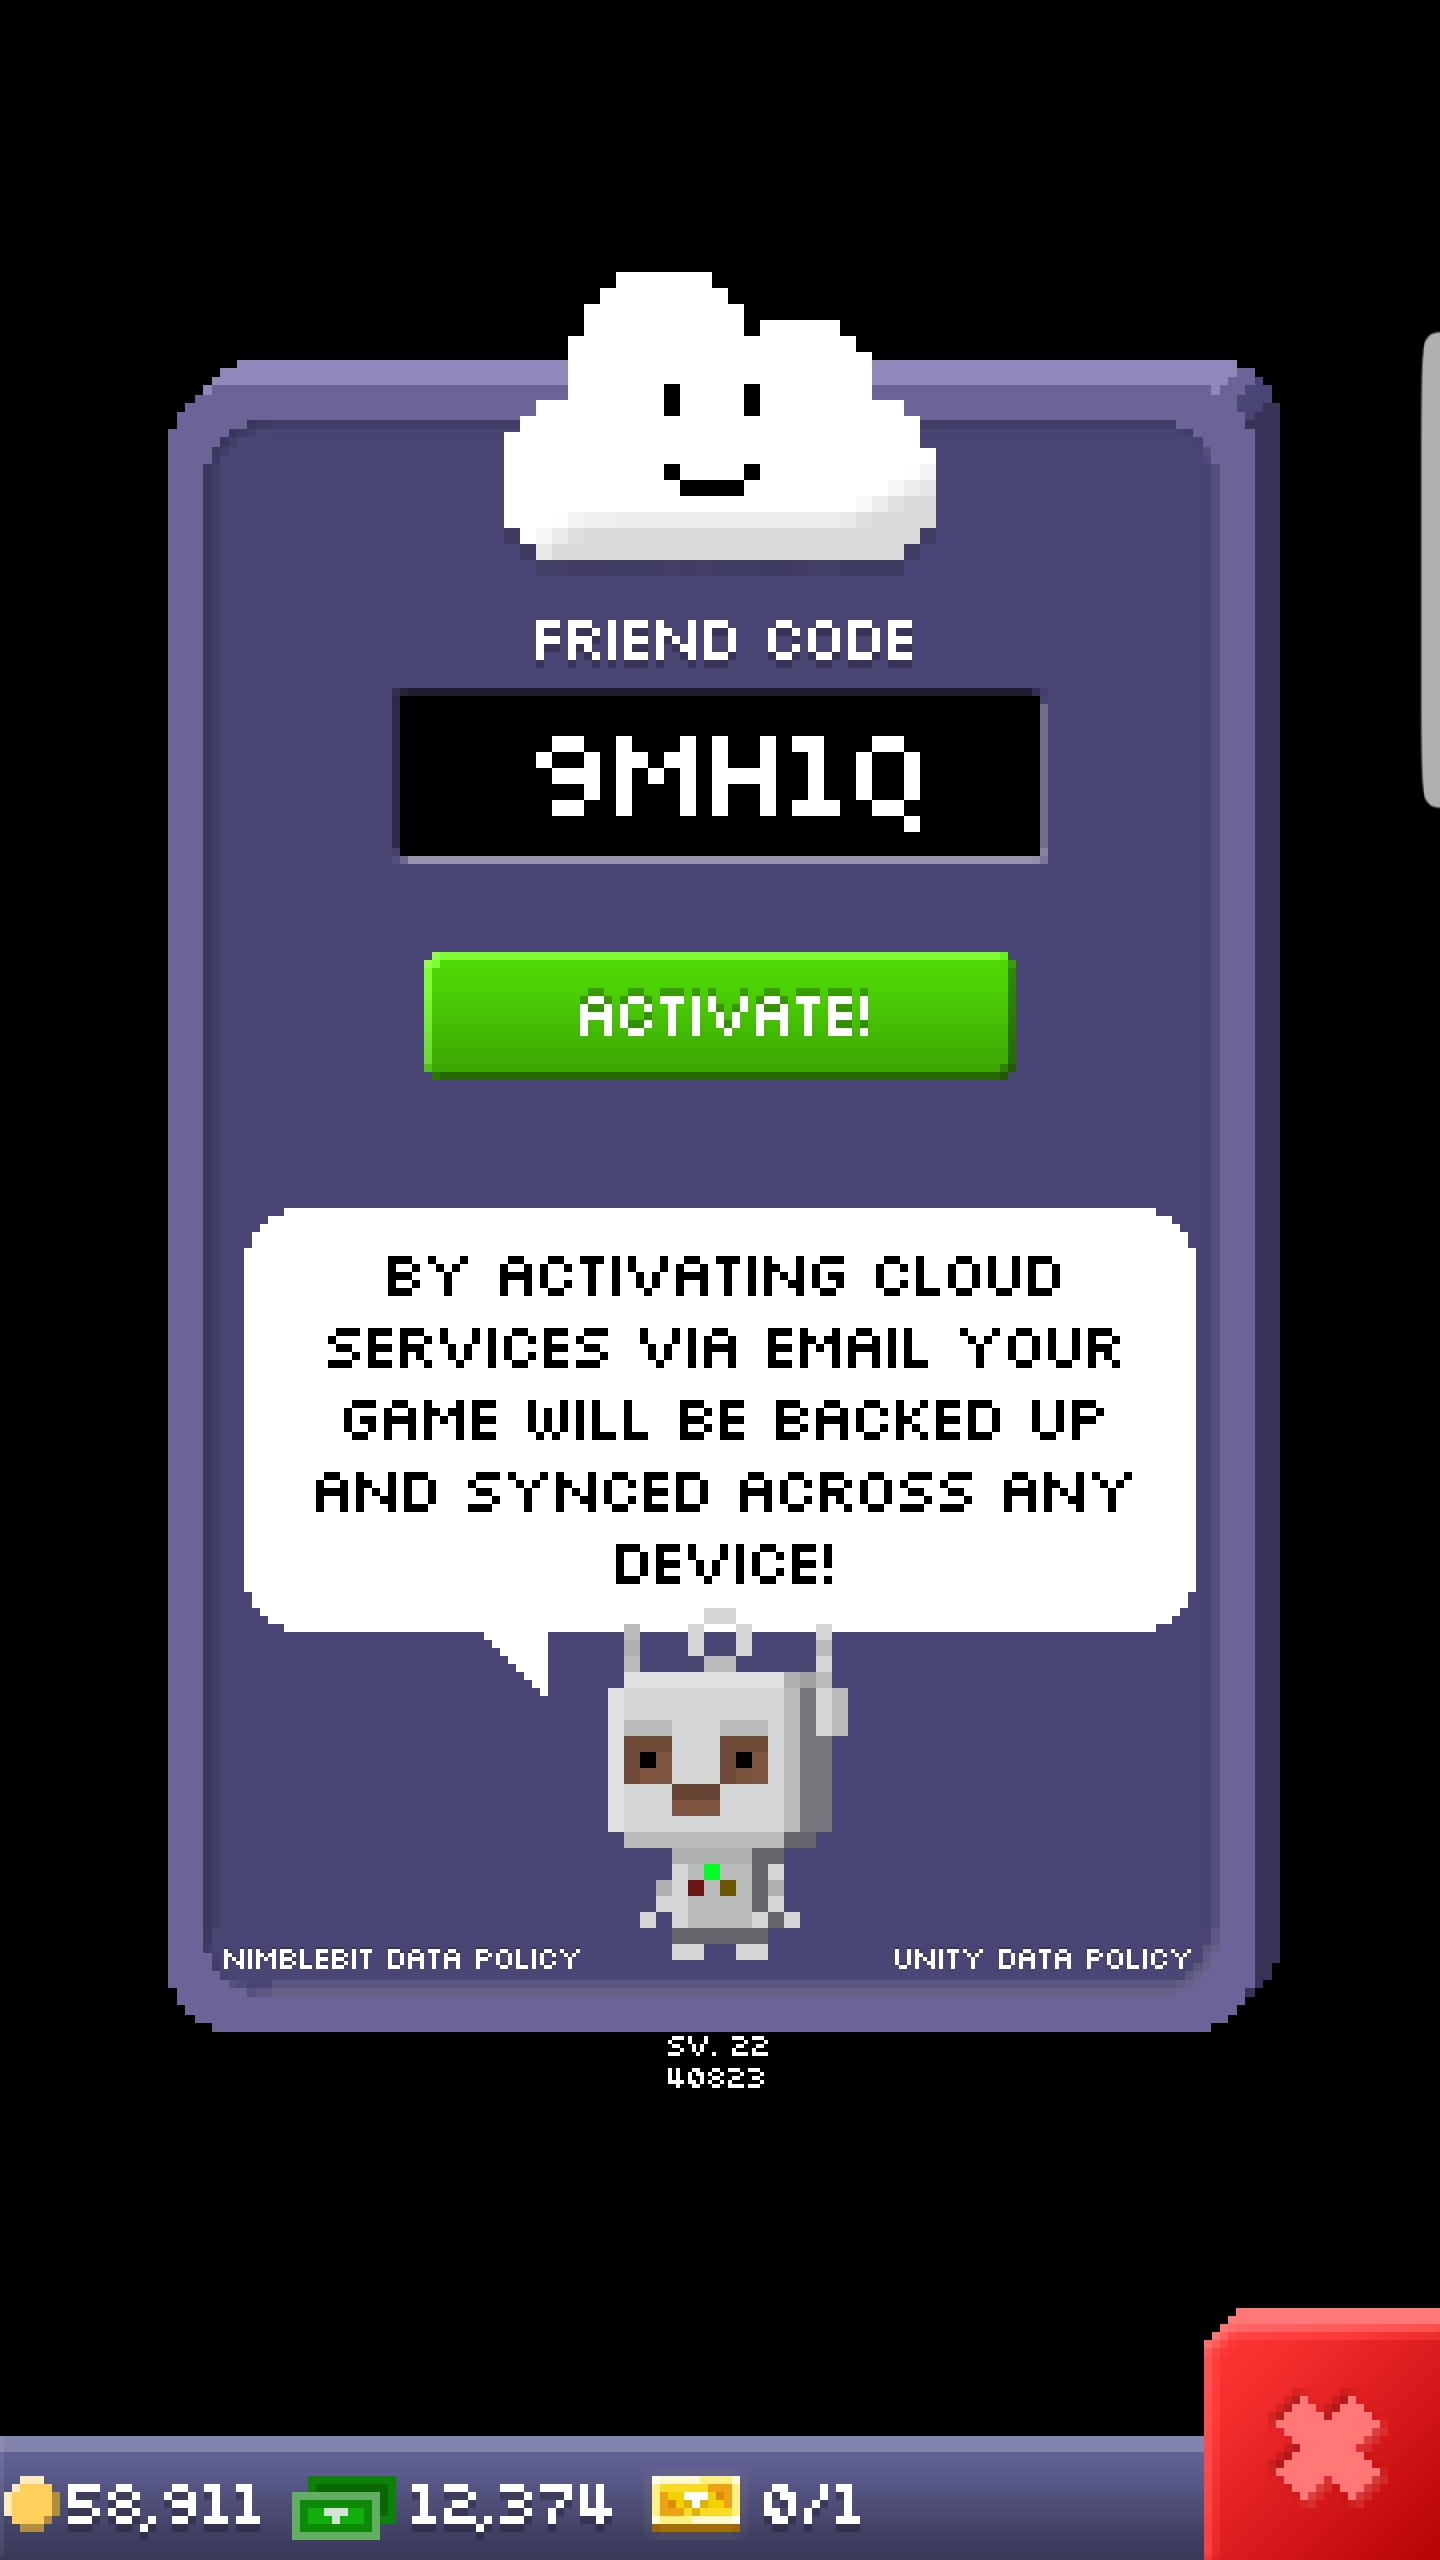 FRIEND CODE
9MH1Q
ACTIVATE!
BY ACTIVATING CLOUD
SERVICES VIA EMAIL YOUR
GAME WILL BE BACKED UP
AND SYNCED ACROSS ANY
DEVICE!
NIMBLEBIT DATA POLICY
UNITY DATA POLICY
SV. 22
40823
58,911 12,374 0/1